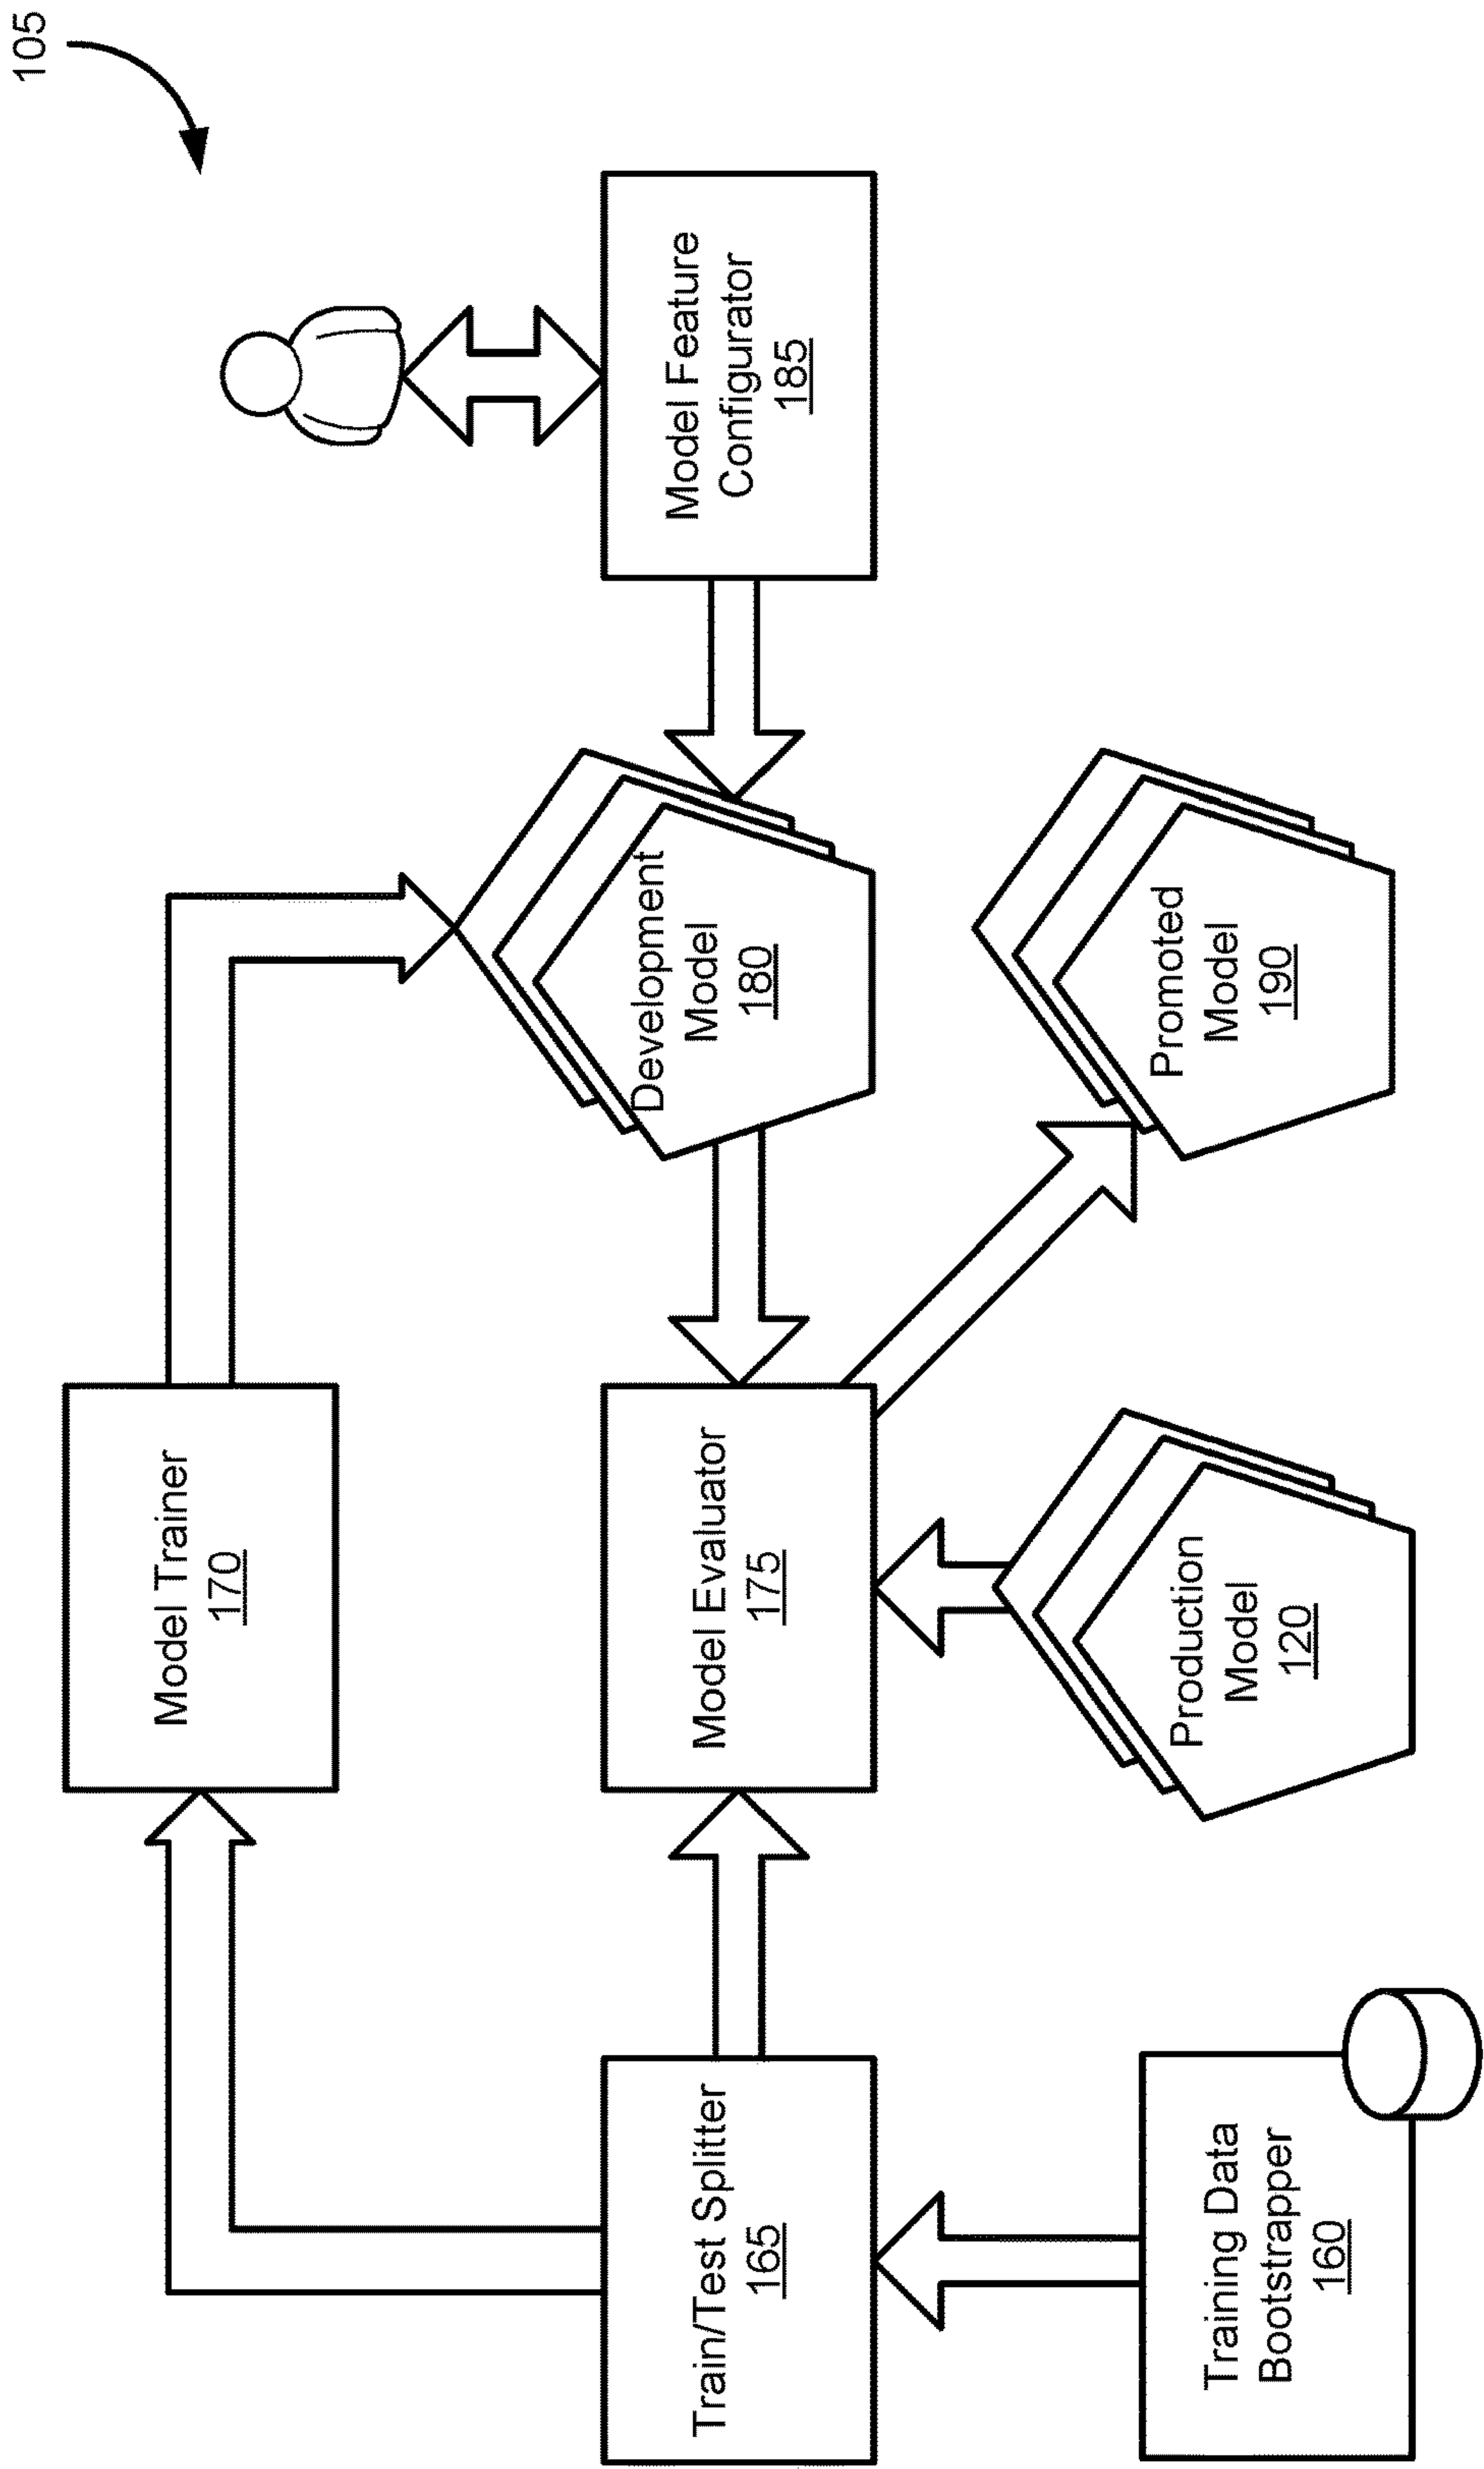 105
Model Trainer
170
Train/Test Splitter
165
Model Evaluator
175
Development
Model
180
Model Feature
Configurator
185
Training Data
Bootstrapper
160
Production
Model
120
Promoted
Model
190